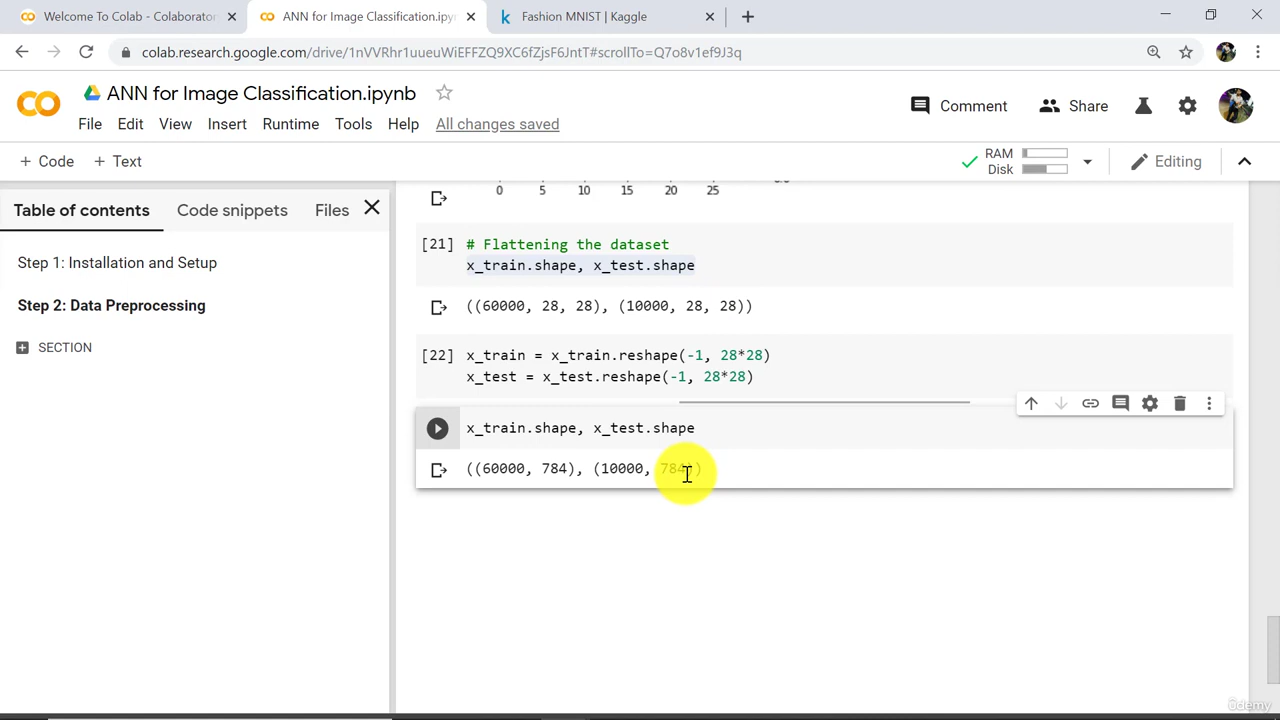 Welcome To Colab - Colaborator
ANN for Image Classification.ipyn
Fashion MNIST | Kaggle
colab.research.google.com/drive/1nVVRhr1uueuWiEFFZQ9XC6fZjsF6JntT#scrollTo=Q7o8v1ef9J3q
ANN for Image Classification.ipynb
Comment
Share
File Edit View Insert Runtime Tools Help All changes saved
+ Code + Text
RAM
Disk
Editing
Table of contents Code snippets Files
Step 1: Installation and Setup
Step 2: Data Preprocessing
SECTION
0 5 10 15 20 25
[21] # Flattening the dataset
x_train.shape, x_test.shape
((60000, 28, 28), (10000, 28, 28))
[22] x_train = x_train.reshape(-1, 28*28)
x_test = x_test.reshape(-1, 28*28)
x_train.shape, x_test.shape
((60000, 784), (10000, 784))
ûdemy